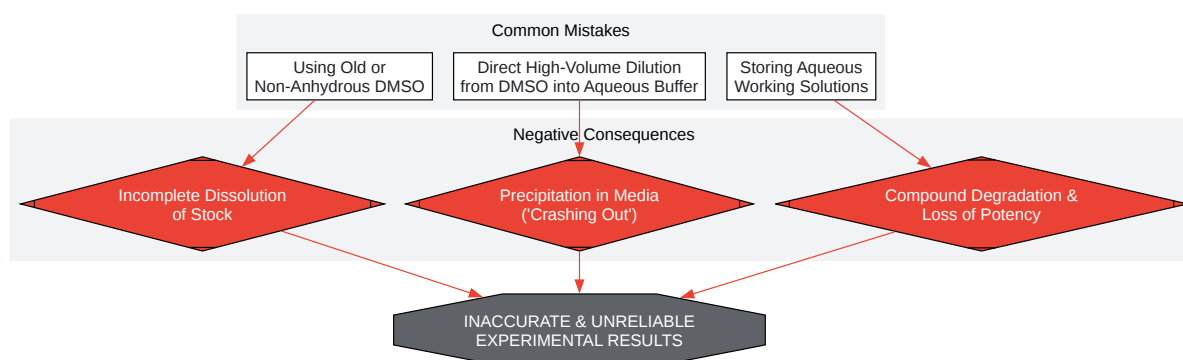 Common Mistakes
Using Old or
Non-Anhydrous DMSO
Direct High-Volume Dilution
from DMSO into Aqueous Buffer
Storing Aqueous
Working Solutions
Negative Consequences
Incomplete Dissolution
of Stock
Precipitation in Media
('Crashing Out')
Compound Degradation &
Loss of Potency
INACCURATE & UNRELIABLE
EXPERIMENTAL RESULTS